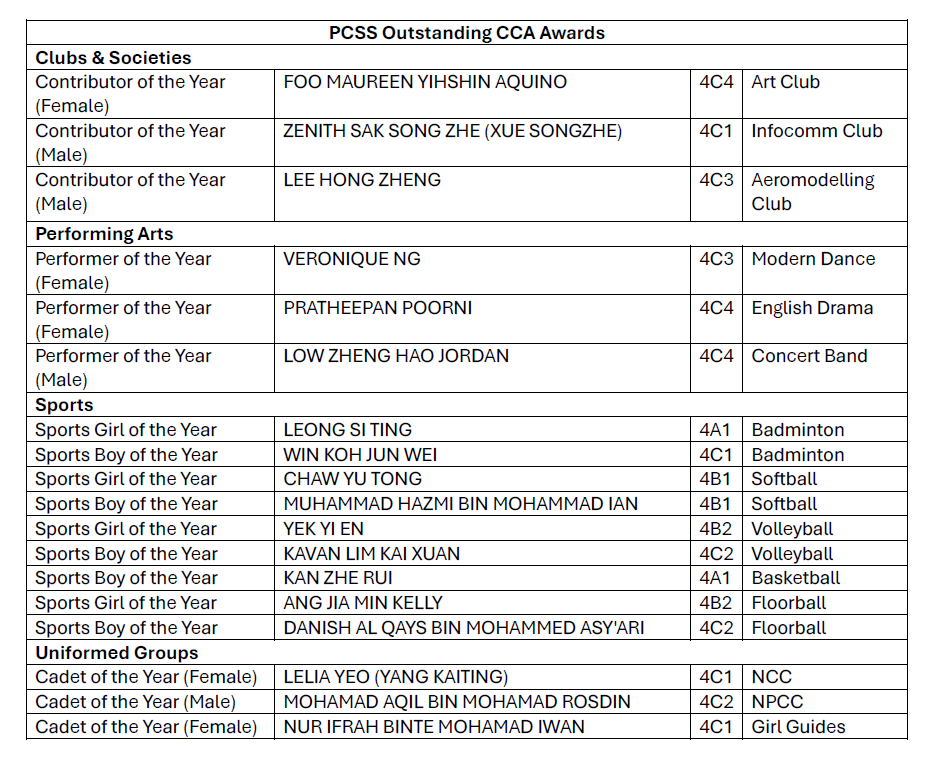 PCSS Outstanding CCA Awards
Clubs & Societies
Contributor of the Year (Female) FOO MAUREEN YIHSHIN AQUINO 4C4 Art Club
Contributor of the Year (Male) ZENITH SAK SONG ZHE (XUE SONGZHE) 4C1 Infocomm Club
Contributor of the Year (Male) LEE HONG ZHENG 4C3 Aeromodelling Club
Performing Arts
Performer of the Year (Female) VERONIQUE NG 4C3 Modern Dance
Performer of the Year (Female) PRATHEEPAN POORNI 4C4 English Drama
Performer of the Year (Male) LOW ZHENG HAO JORDAN 4C4 Concert Band
Sports
Sports Girl of the Year LEONG SI TING 4A1 Badminton
Sports Boy of the Year WIN KOH JUN WEI 4C1 Badminton
Sports Girl of the Year CHAW YU TONG 4B1 Softball
Sports Boy of the Year MUHAMMAD HAZMI BIN MOHAMMAD IAN 4B1 Softball
Sports Girl of the Year YEK YI EN 4B2 Volleyball
Sports Boy of the Year KAVAN LIM KAI XUAN 4C2 Volleyball
Sports Boy of the Year KAN ZHE RUI 4A1 Basketball
Sports Girl of the Year ANG JIA MIN KELLY 4B2 Floorball
Sports Boy of the Year DANISH AL QAYS BIN MOHAMMED ASY'ARI 4C2 Floorball
Uniformed Groups
Cadet of the Year (Female) LELIA YEO (YANG KAITING) 4C1 NCC
Cadet of the Year (Male) MOHAMAD AQIL BIN MOHAMAD ROSDIN 4C2 NPCC
Cadet of the Year (Female) NUR IFRAH BINTE MOHAMAD IWAN 4C1 Girl Guides